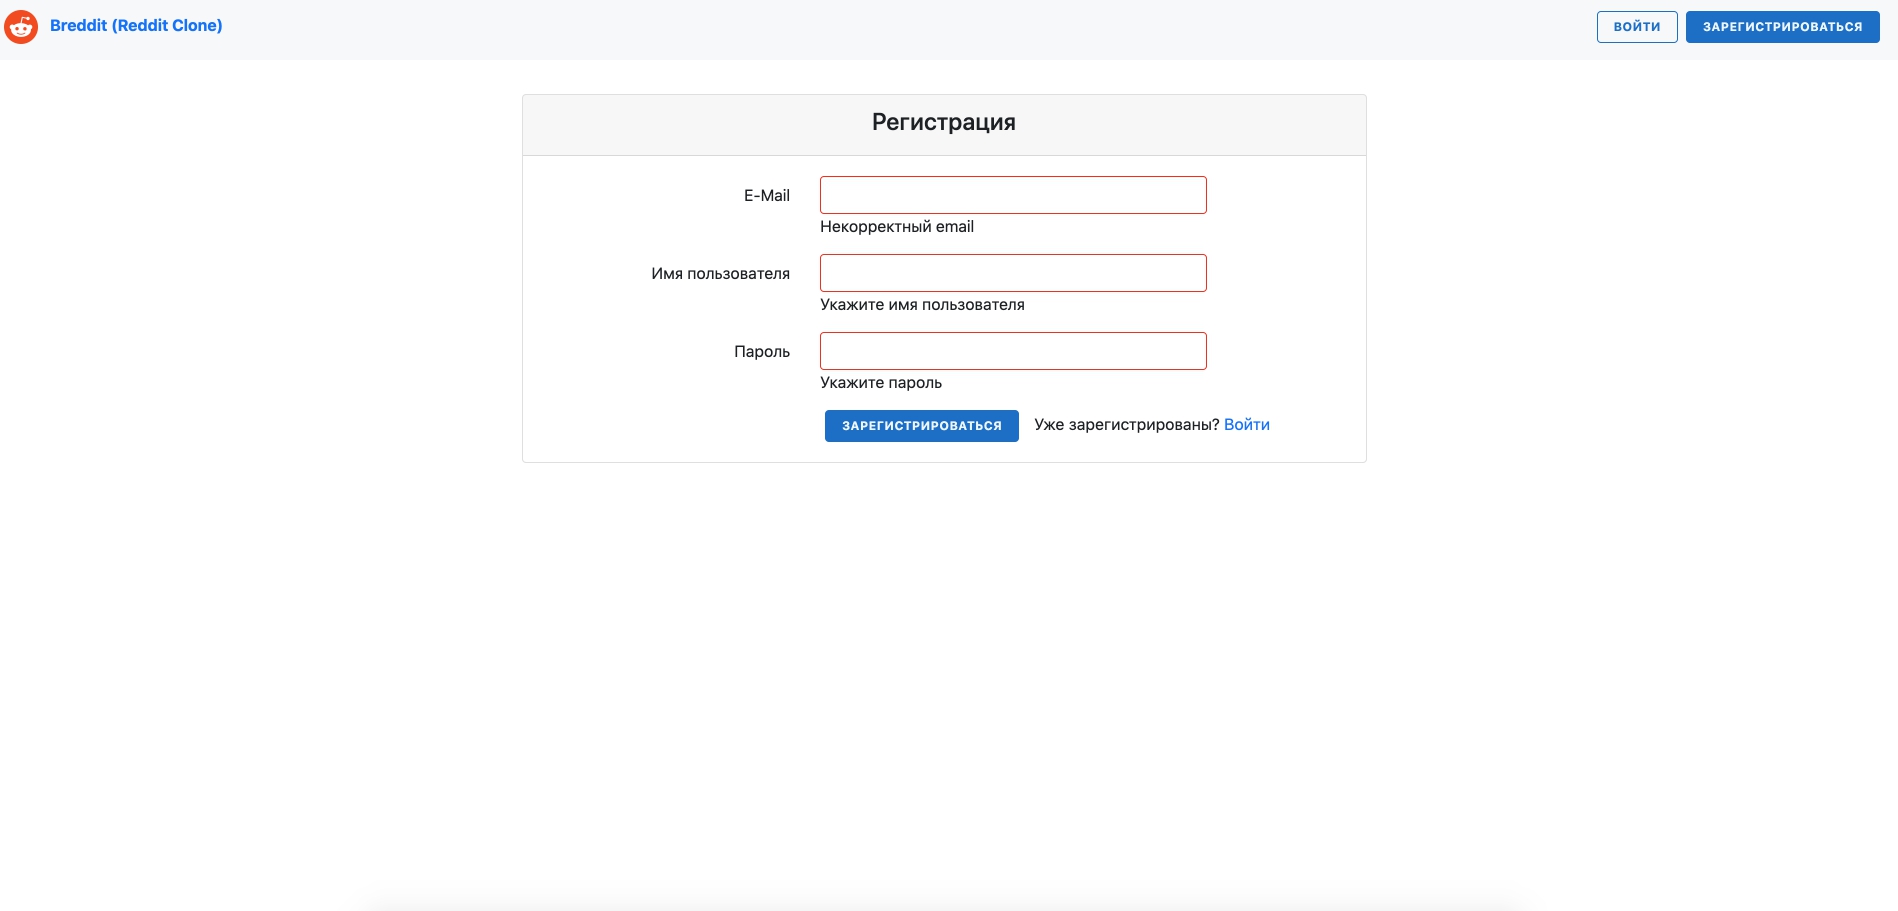 Breddit (Reddit Clone)
ВОЙТИ
ЗАРЕГИСТРИРОВАТЬСЯ
Регистрация
E-Mail
Некорректный email
Имя пользователя
Укажите имя пользователя
Пароль
Укажите пароль
ЗАРЕГИСТРИРОВАТЬСЯ
Уже зарегистрированы? Войти